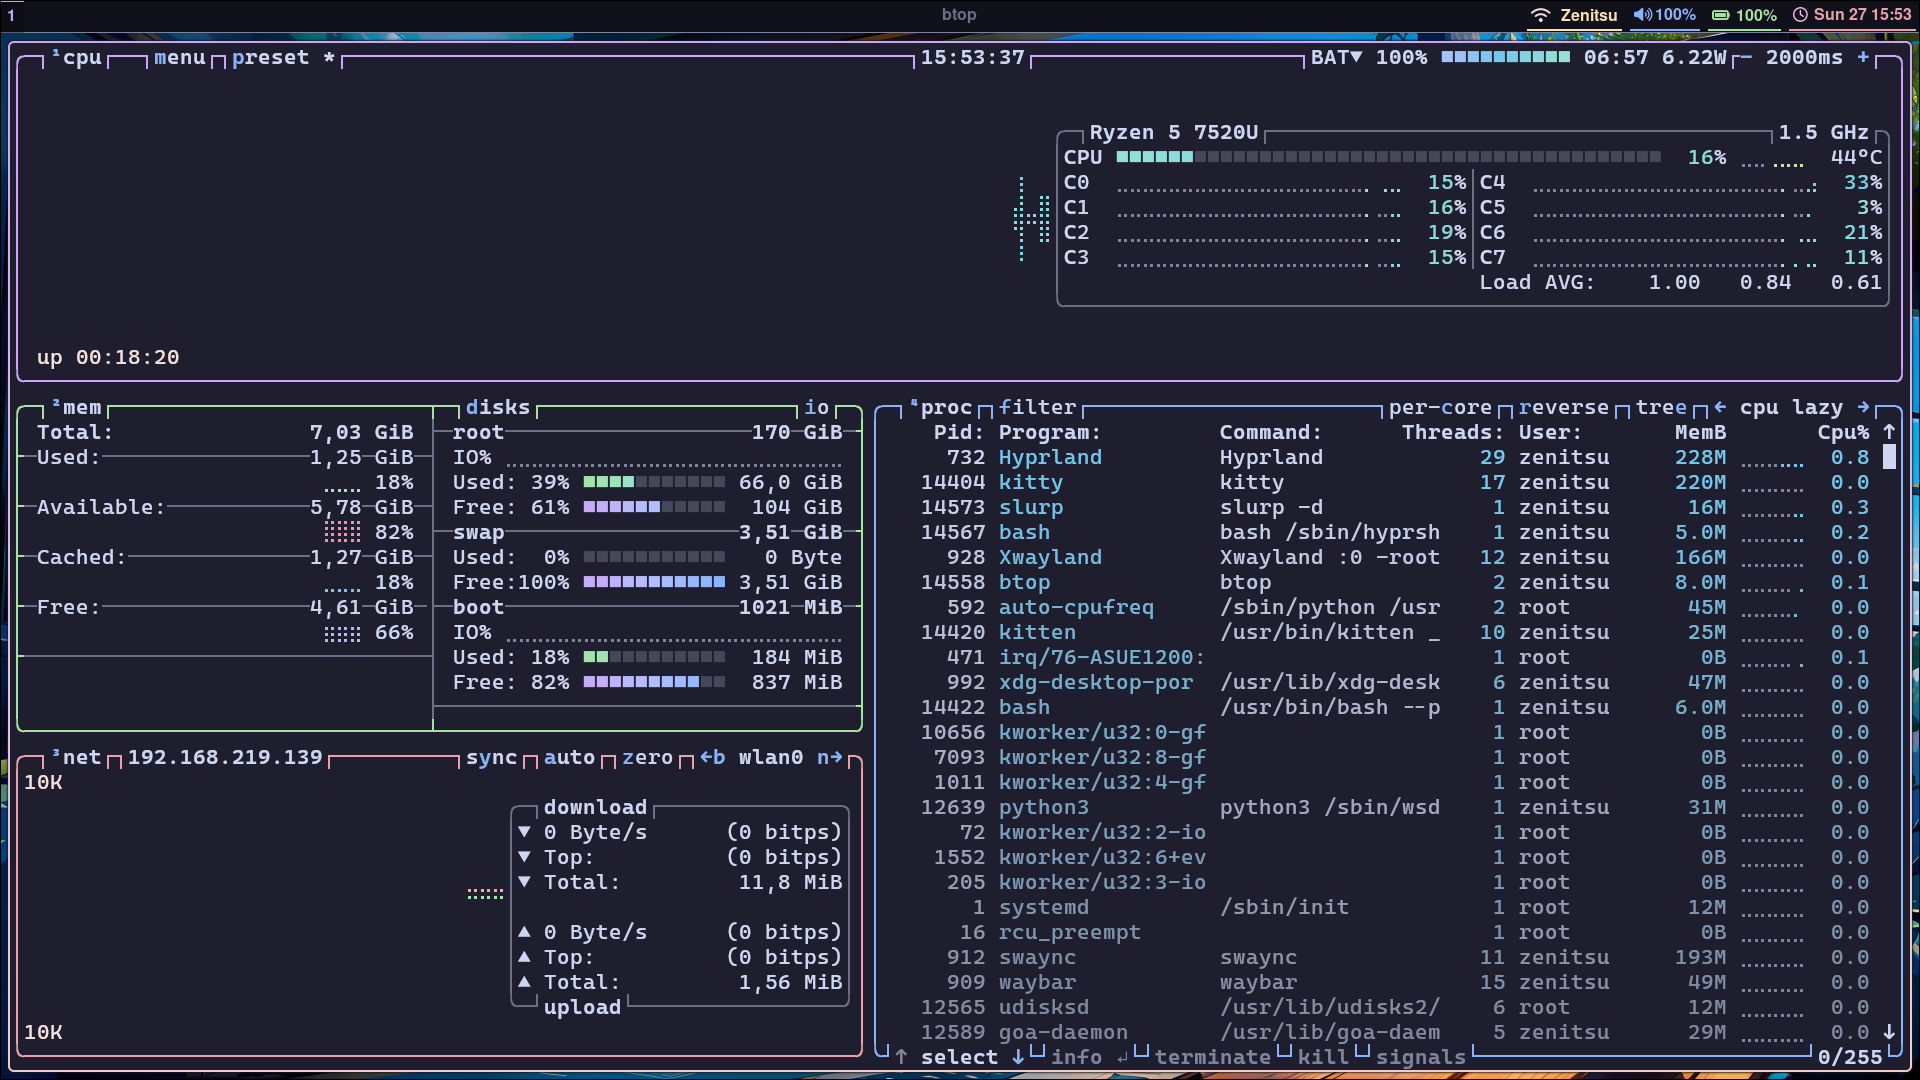 1 btop Zenitsu 100% 100% Sun 27 15:53
¹cpu menu preset * 15:53:37 BAT▼ 100% 06:57 6.22W − 2000ms +
Ryzen 5 7520U 1.5 GHz
CPU 16% 44°C
C0 15% C4 33%
C1 16% C5 3%
C2 19% C6 21%
C3 15% C7 11%
Load AVG: 1.00 0.84 0.61
up 00:18:20
²mem
Total: 7,03 GiB
Used: 1,25 GiB
18%
Available: 5,78 GiB
82%
Cached: 1,27 GiB
18%
Free: 4,61 GiB
66%
disks io
root 170 GiB
IO%
Used: 39% 66,0 GiB
Free: 61% 104 GiB
swap 3,51 GiB
Used: 0% 0 Byte
Free:100% 3,51 GiB
boot 1021 MiB
IO%
Used: 18% 184 MiB
Free: 82% 837 MiB
³net 192.168.219.139 sync auto zero ←b wlan0 n→
10K
download
▼ 0 Byte/s (0 bitps)
▼ Top: (0 bitps)
▼ Total: 11,8 MiB
▲ 0 Byte/s (0 bitps)
▲ Top: (0 bitps)
▲ Total: 1,56 MiB
upload
10K
⁴proc filter per-core reverse tree ← cpu lazy →
Pid: Program: Command: Threads: User: MemB Cpu% ↑
732 Hyprland Hyprland 29 zenitsu 228M 0.8
14404 kitty kitty 17 zenitsu 220M 0.0
14573 slurp slurp -d 1 zenitsu 16M 0.3
14567 bash bash /sbin/hyprsh 1 zenitsu 5.0M 0.2
928 Xwayland Xwayland :0 -root 12 zenitsu 166M 0.0
14558 btop btop 2 zenitsu 8.0M 0.1
592 auto-cpufreq /sbin/python /usr 2 root 45M 0.0
14420 kitten /usr/bin/kitten _ 10 zenitsu 25M 0.0
471 irq/76-ASUE1200: 1 root 0B 0.1
992 xdg-desktop-por /usr/lib/xdg-desk 6 zenitsu 47M 0.0
14422 bash /usr/bin/bash --p 1 zenitsu 6.0M 0.0
10656 kworker/u32:0-gf 1 root 0B 0.0
7093 kworker/u32:8-gf 1 root 0B 0.0
1011 kworker/u32:4-gf 1 root 0B 0.0
12639 python3 python3 /sbin/wsd 1 zenitsu 31M 0.0
72 kworker/u32:2-io 1 root 0B 0.0
1552 kworker/u32:6+ev 1 root 0B 0.0
205 kworker/u32:3-io 1 root 0B 0.0
1 systemd /sbin/init 1 root 12M 0.0
16 rcu_preempt 1 root 0B 0.0
912 swaync swaync 11 zenitsu 193M 0.0
909 waybar waybar 15 zenitsu 49M 0.0
12565 udisksd /usr/lib/udisks2/ 6 root 12M 0.0
12589 goa-daemon /usr/lib/goa-daem 5 zenitsu 29M 0.0 ↓
↑ select ↓ info ↲ terminate kill signals 0/255